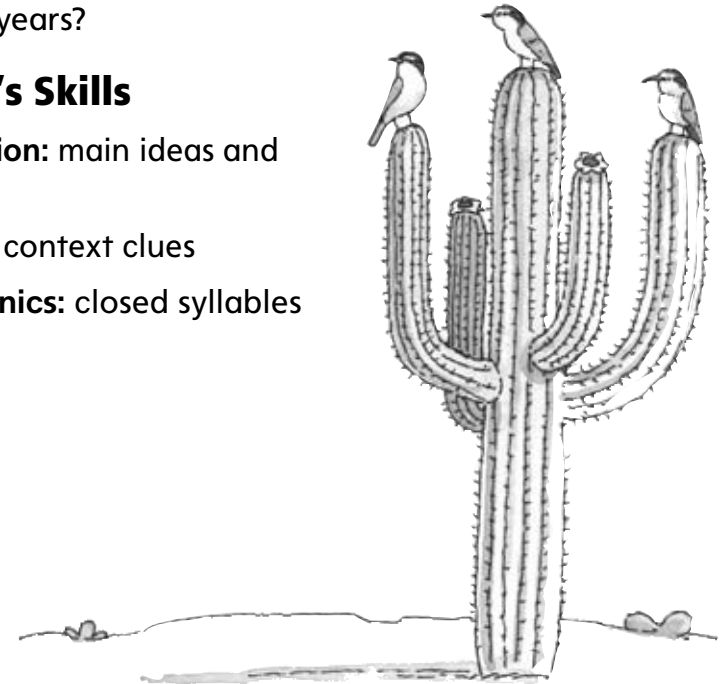 years?
's Skills
ion: main ideas and
context clues
nics: closed syllables